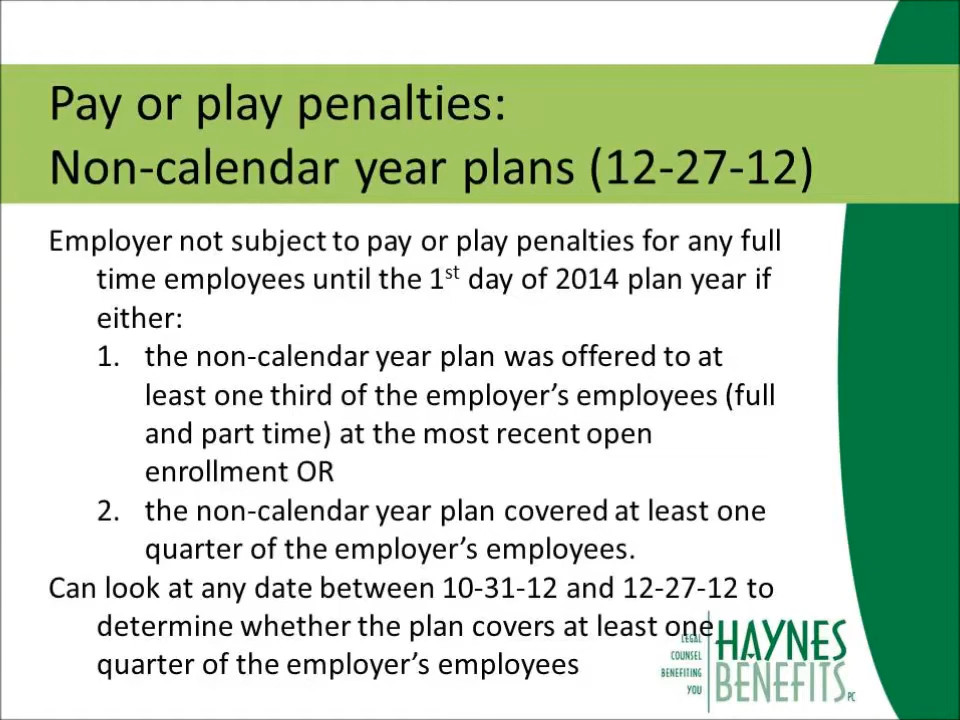 Pay or play penalties:
Non-calendar year plans (12-27-12)
Employer not subject to pay or play penalties for any full
time employees until the 1st day of 2014 plan year if
either:
1. the non-calendar year plan was offered to at
least one third of the employer’s employees (full
and part time) at the most recent open
enrollment OR
2. the non-calendar year plan covered at least one
quarter of the employer’s employees.
Can look at any date between 10-31-12 and 12-27-12 to
determine whether the plan covers at least one
quarter of the employer’s employees
LEGAL
COUNSEL
BENEFITING
YOU
HAYNES
BENEFITS PC